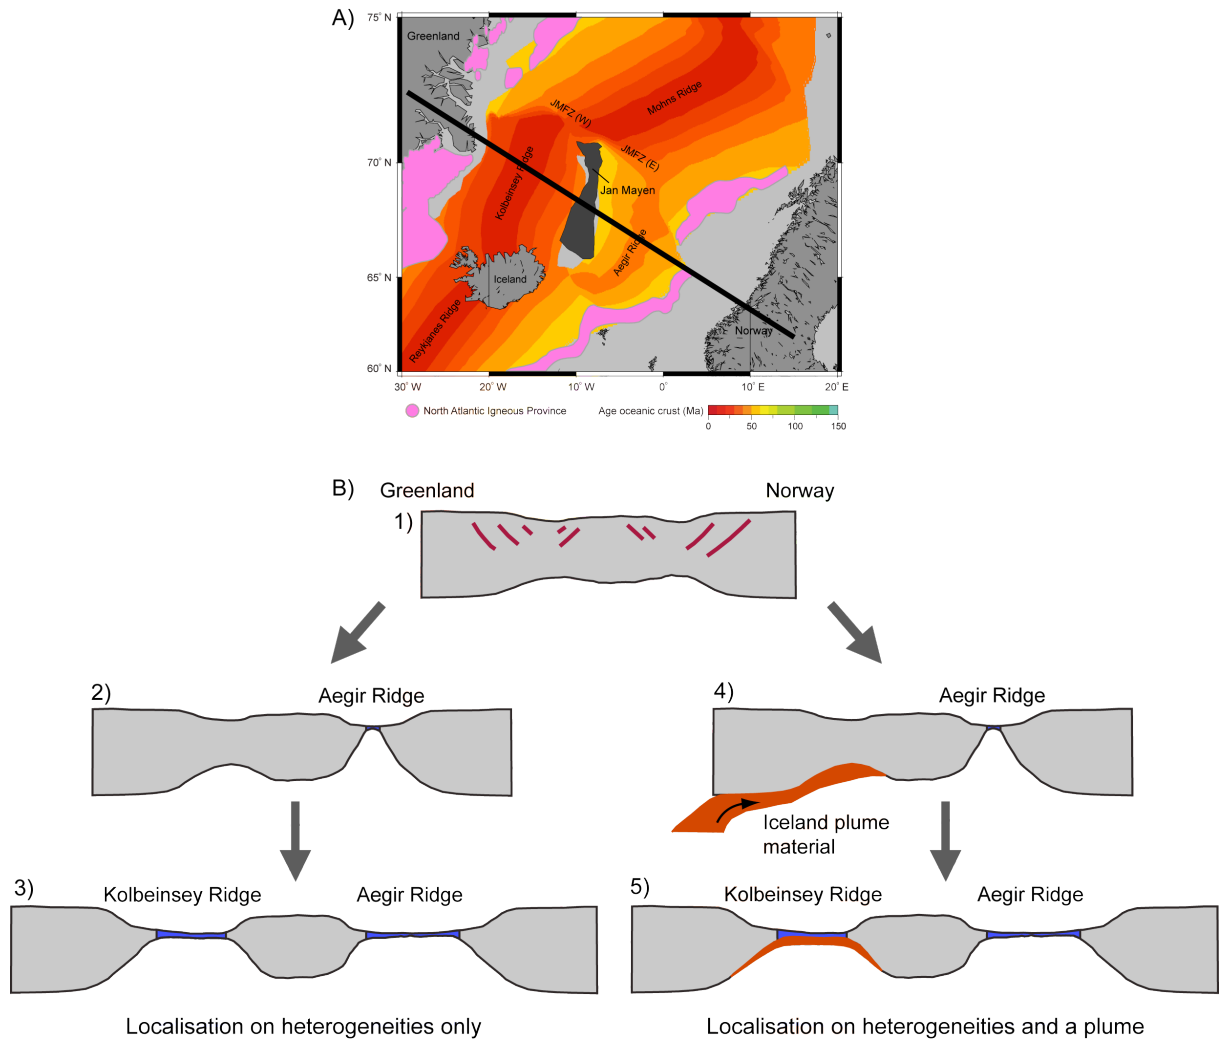 A)
75° N
Greenland
JMFZ (W)
Mohns Ridge
JMFZ (E)
70° N
Jan Mayen
Kolbeinsey Ridge
Aegir Ridge
Iceland
65° N
Reykjanes Ridge
Norway
60° N
30° W 20° W 10° W 0° 10° E 20° E
North Atlantic Igneous Province Age oceanic crust (Ma)
0 50 100 150
B) Greenland Norway
1)
2) Aegir Ridge
4) Aegir Ridge
Iceland plume
material
3) Kolbeinsey Ridge Aegir Ridge
5) Kolbeinsey Ridge Aegir Ridge
Localisation on heterogeneities only
Localisation on heterogeneities and a plume